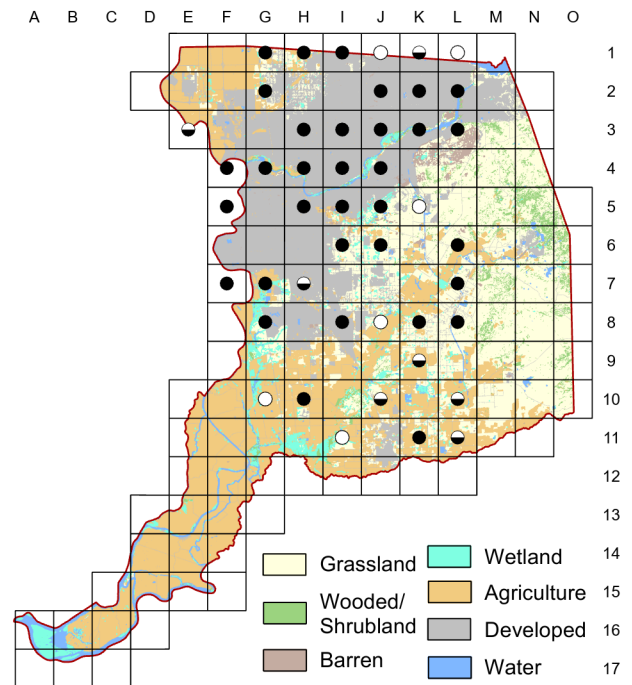 A B C D E F G H I J K L M N O
1
2
3
4
5
6
7
8
9
10
11
12
13
14
15
16
17
Grassland
Wooded/
Shrubland
Barren
Wetland
Agriculture
Developed
Water